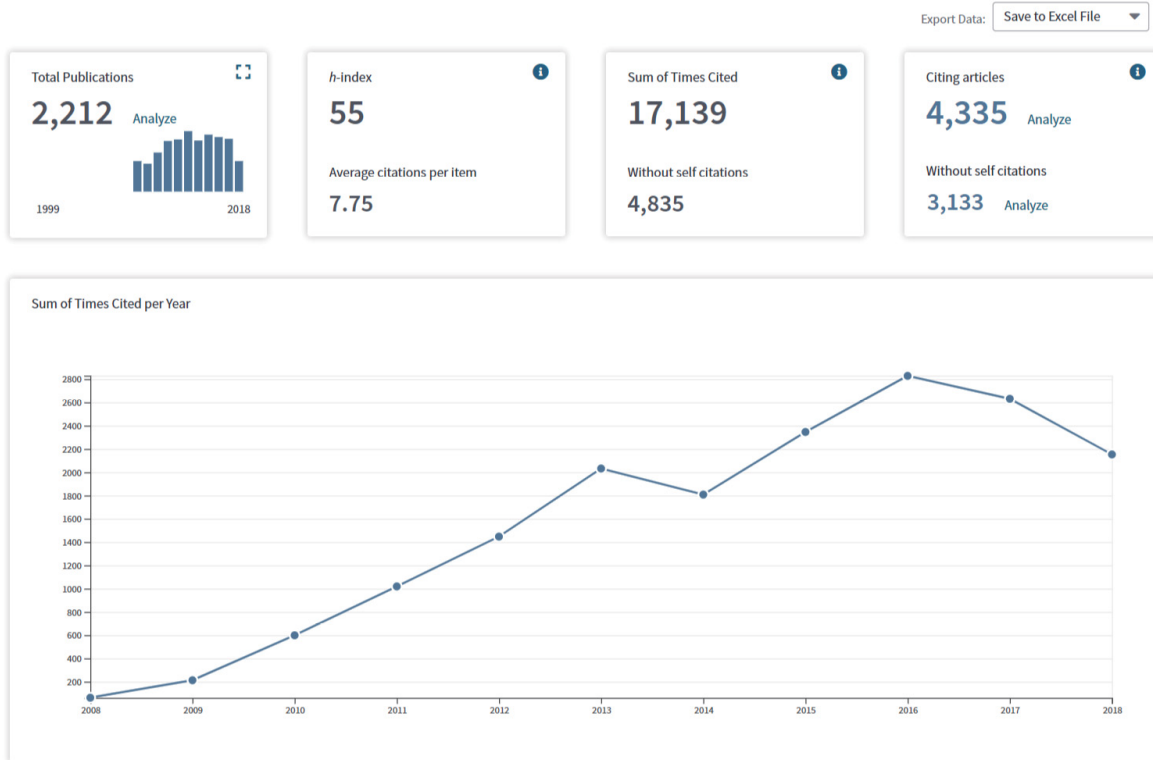 Export Data: Save to Excel File
Total Publications
2,212 Analyze
1999 2018
h-index
55
Average citations per item
7.75
Sum of Times Cited
17,139
Without self citations
4,835
Citing articles
4,335 Analyze
Without self citations
3,133 Analyze
Sum of Times Cited per Year
2800
2600
2400
2200
2000
1800
1600
1400
1200
1000
800
600
400
200
2008 2009 2010 2011 2012 2013 2014 2015 2016 2017 2018